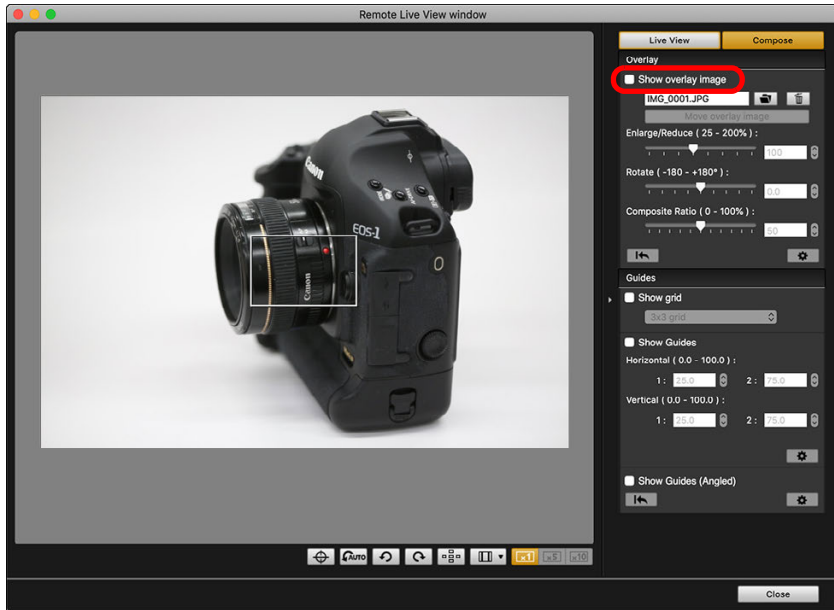 Remote Live View window
Live View
Compose
Overlay
Show overlay image
IMG_0001.JPG
Move overlay image
Enlarge/Reduce ( 25 - 200% ) :
100
Rotate ( -180 - +180° ) :
0.0
Composite Ratio ( 0 - 100% ) :
50
Guides
Show grid
3x3 grid
Show Guides
Horizontal ( 0.0 - 100.0 ) :
1 : 25.0 2 : 75.0
Vertical ( 0.0 - 100.0 ) :
1 : 25.0 2 : 75.0
Show Guides (Angled)
Canon
EOS-1
Canon
AUTO
x1 x5 x10
Close